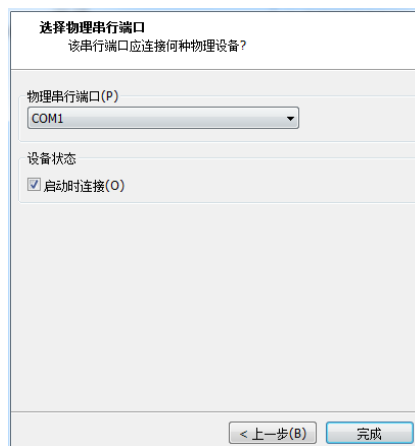 选择物理串行端口
该串行端口应连接何种物理设备?
物理串行端口(P)
COM1
设备状态
启动时连接(O)
< 上一步(B)
完成